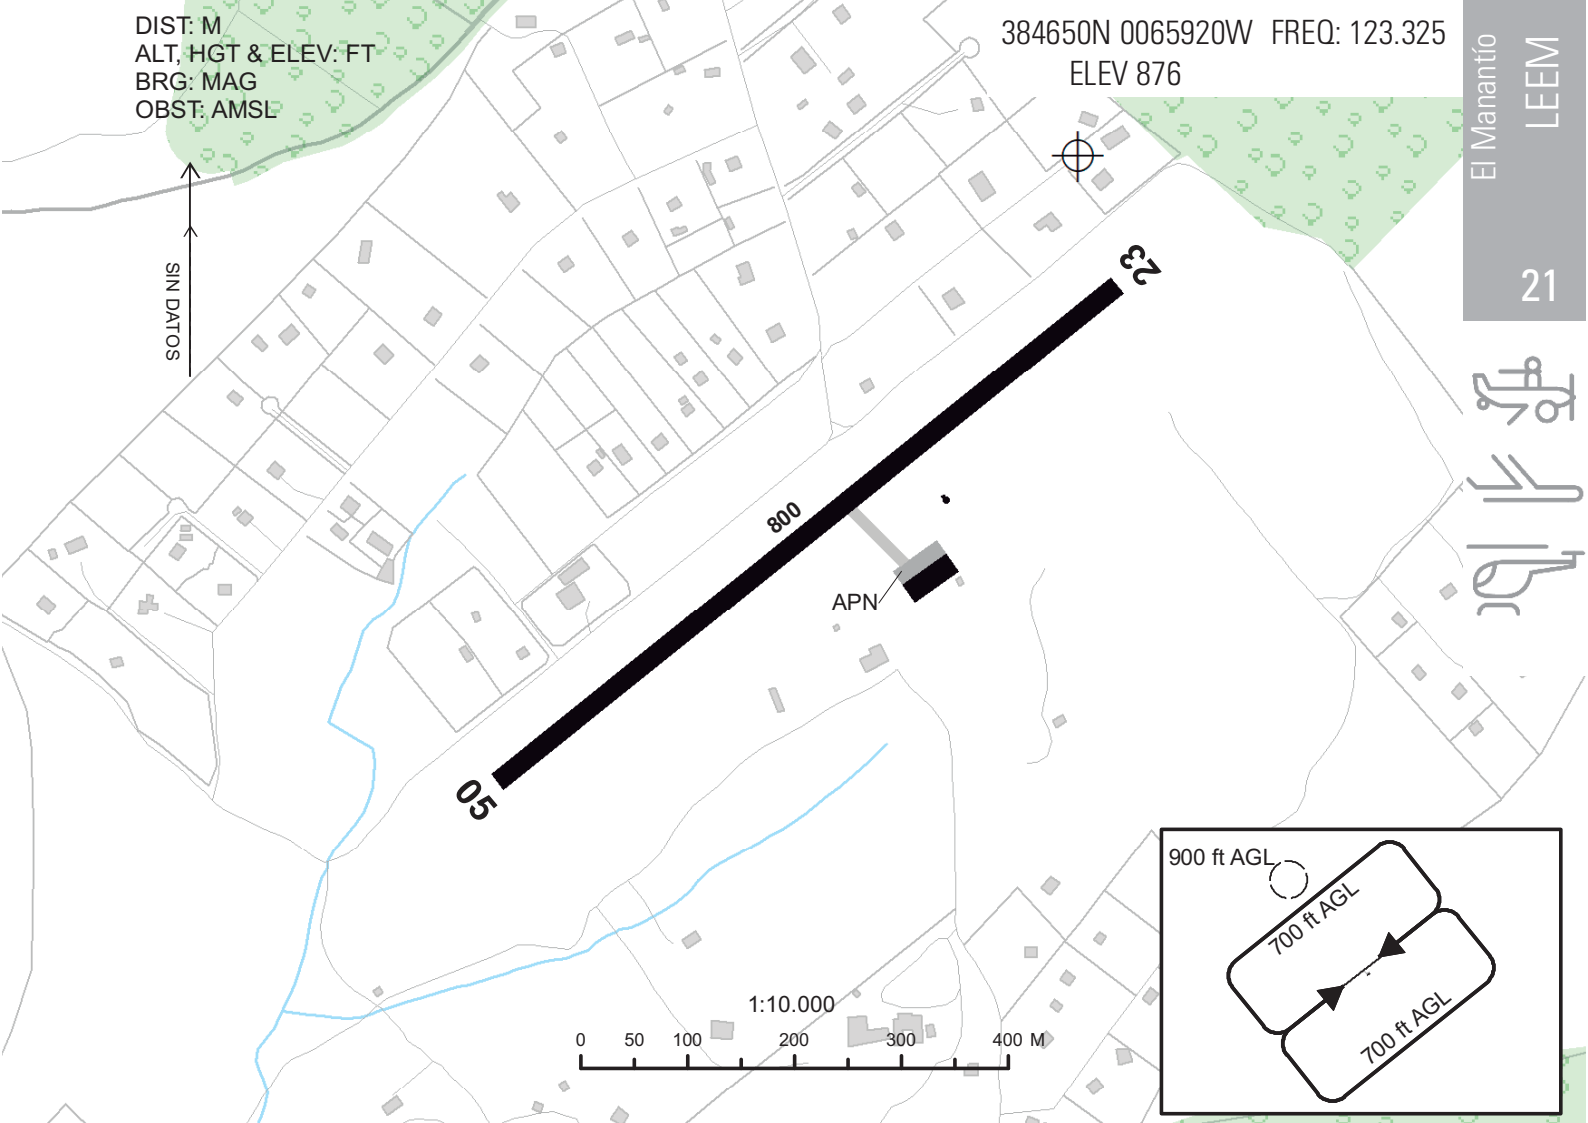 DIST: M
ALT, HGT & ELEV: FT
BRG: MAG
OBST: AMSL
384650N 0065920W FREQ: 123.325
ELEV 876
El Manantío
LEEM
21
SIN DATOS
23
800
APN
05
1:10.000
0 50 100 200 300 400 M
900 ft AGL
700 ft AGL
700 ft AGL